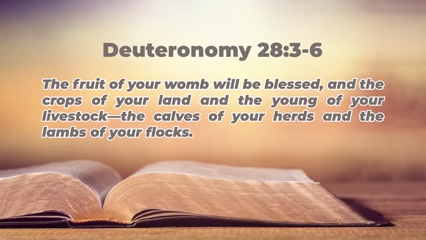 Deuteronomy 28:3-6
The fruit of your womb will be blessed, and the
crops of your land and the young of your
livestock—the calves of your herds and the
lambs of your flocks.